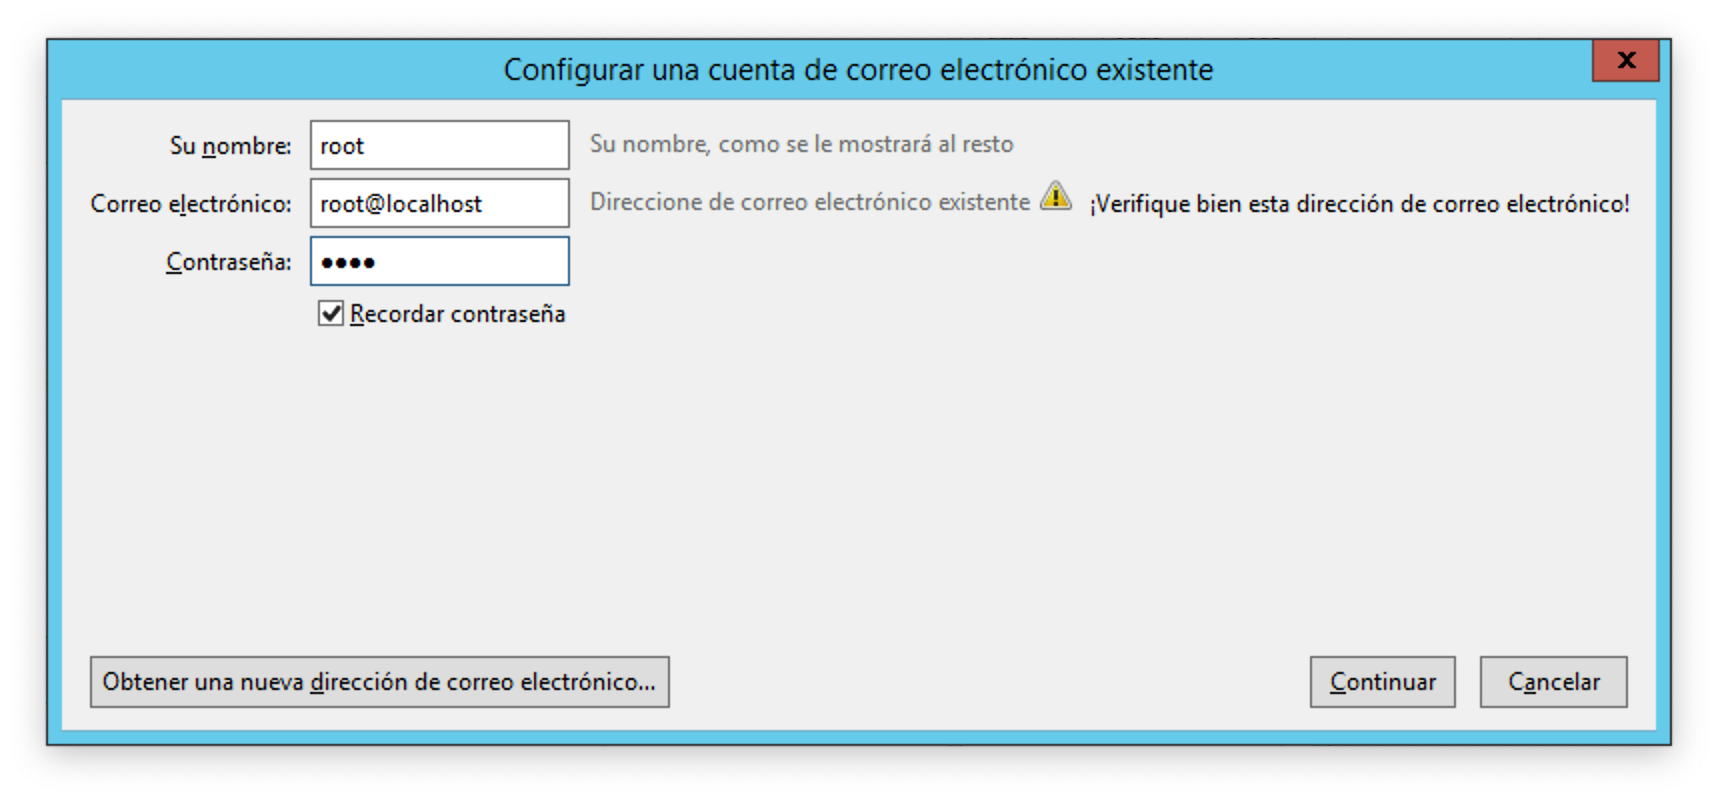 Configurar una cuenta de correo electrónico existente
x
Su nombre: root Su nombre, como se le mostrará al resto
Correo electrónico: root@localhost Direccione de correo electrónico existente ¡Verifique bien esta dirección de correo electrónico!
Contraseña: ••••
Recordar contraseña
Obtener una nueva dirección de correo electrónico... Continuar Cancelar